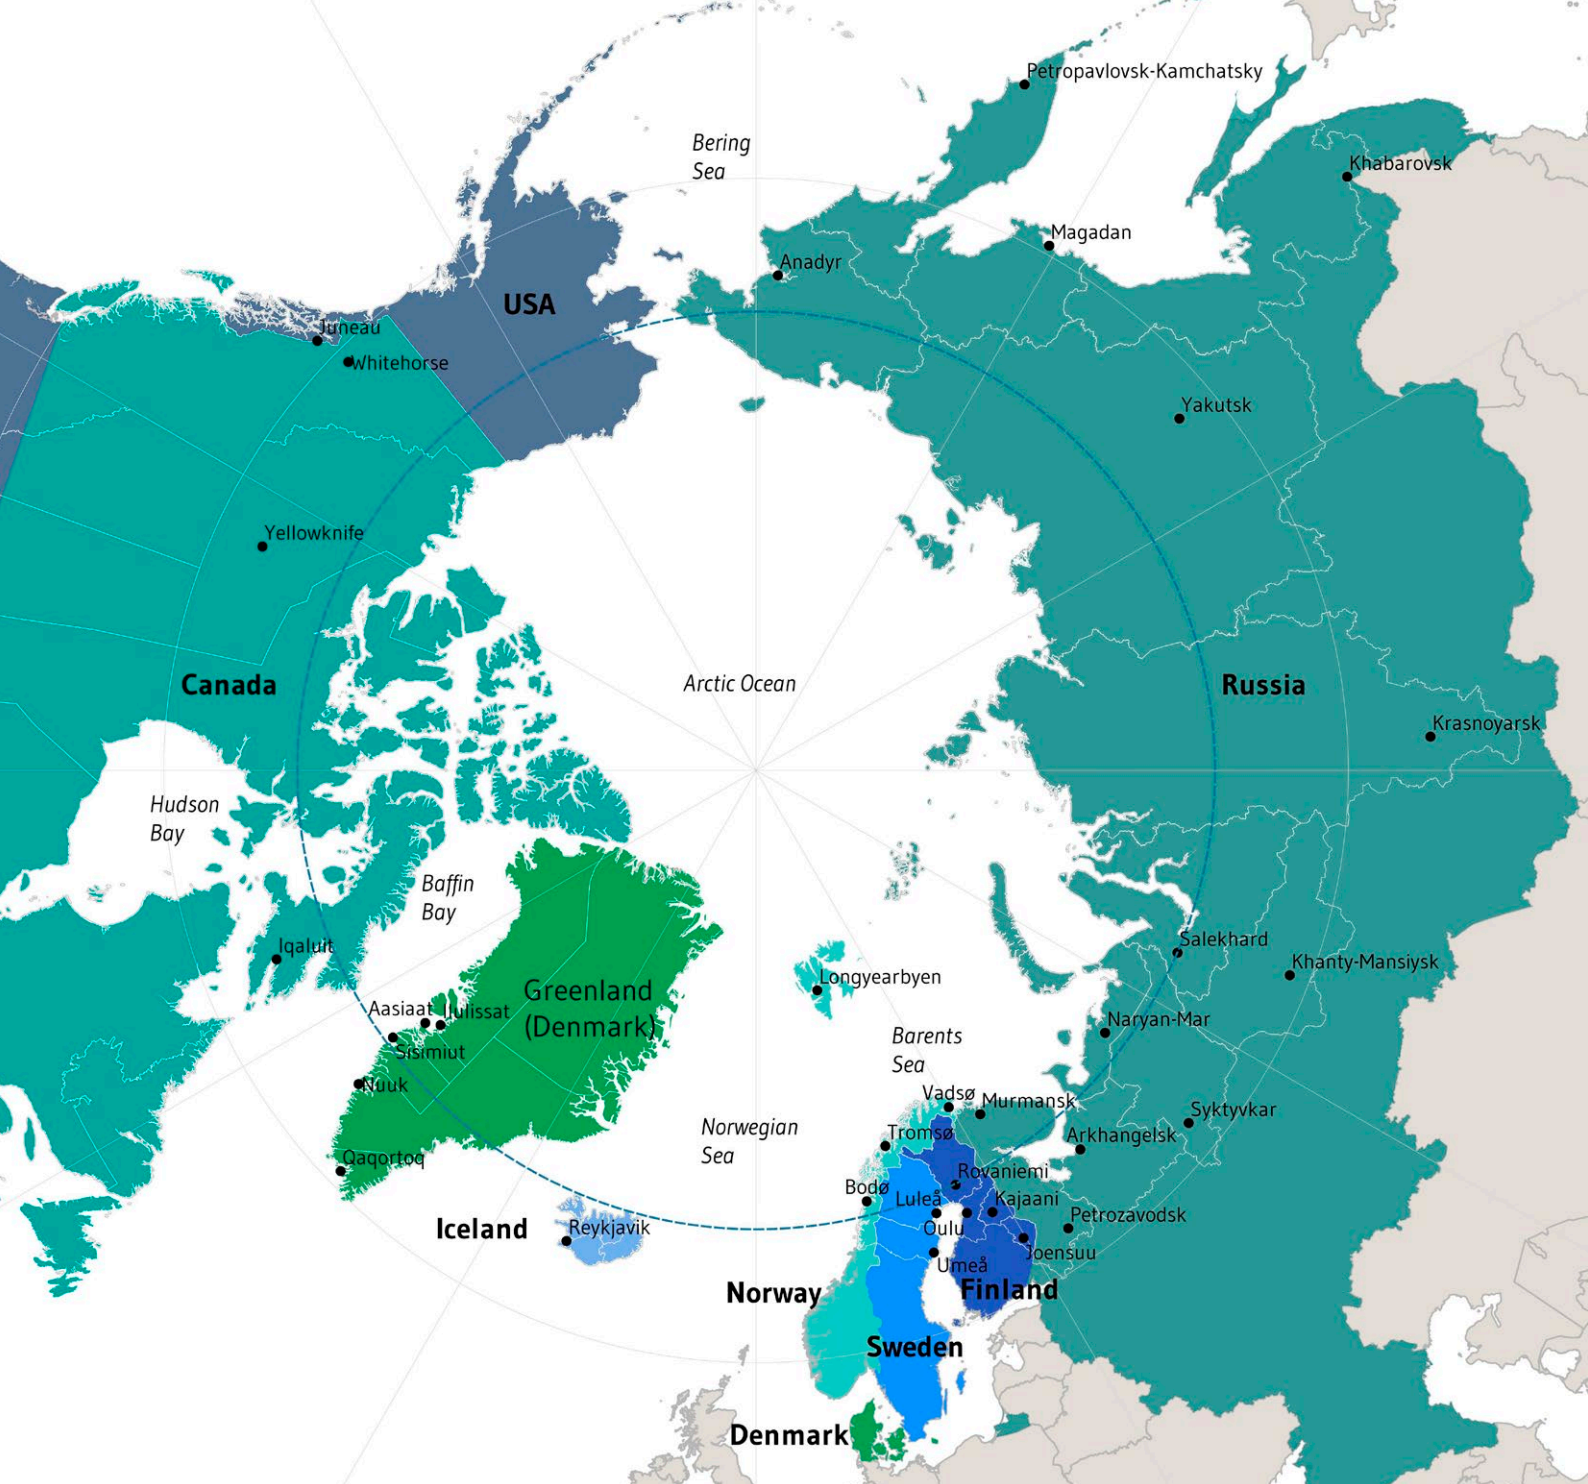 Petropavlovsk-Kamchatsky
Bering
Sea
Khabarovsk
Magadan
Anadyr
USA
Juneau
Whitehorse
Yakutsk
Yellowknife
Canada
Arctic Ocean
Russia
Krasnoyarsk
Hudson
Bay
Baffin
Bay
Iqaluit
Salekhard
Khanty-Mansiysk
Longyearbyen
Greenland
(Denmark)
Aasiaat
Ilulissat
Sisimiut
Naryan-Mar
Barents
Sea
Nuuk
Vadsø
Murmansk
Syktyvkar
Norwegian
Sea
Tromsø
Arkhangelsk
Qaqortoq
Rovaniemi
Bodø
Luleå
Kajaani
Iceland
Reykjavik
Oulu
Petrozavodsk
Joensuu
Umeå
Norway
Finland
Sweden
Denmark